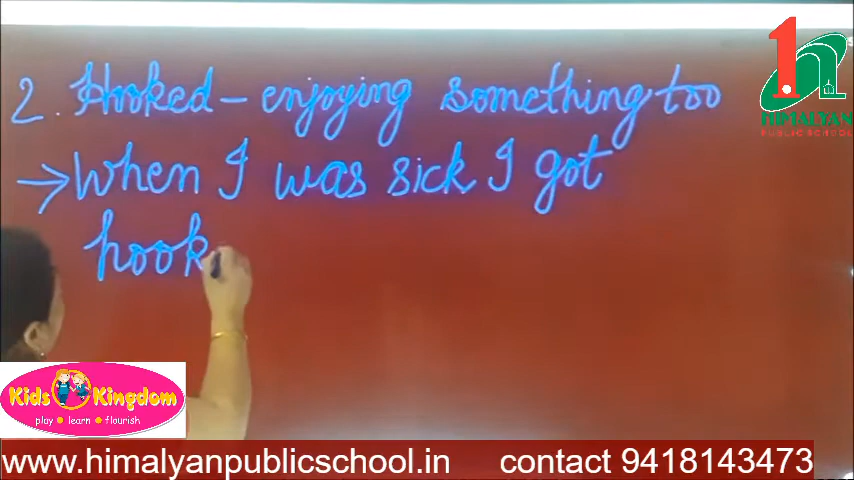 2. Hooked - enjoying something too
→ When I was sick I got
hook
1h
HIMALYAN
PUBLIC SCHOOL
Kids Kingdom
play • learn • flourish
www.himalyanpublicschool.in contact 9418143473